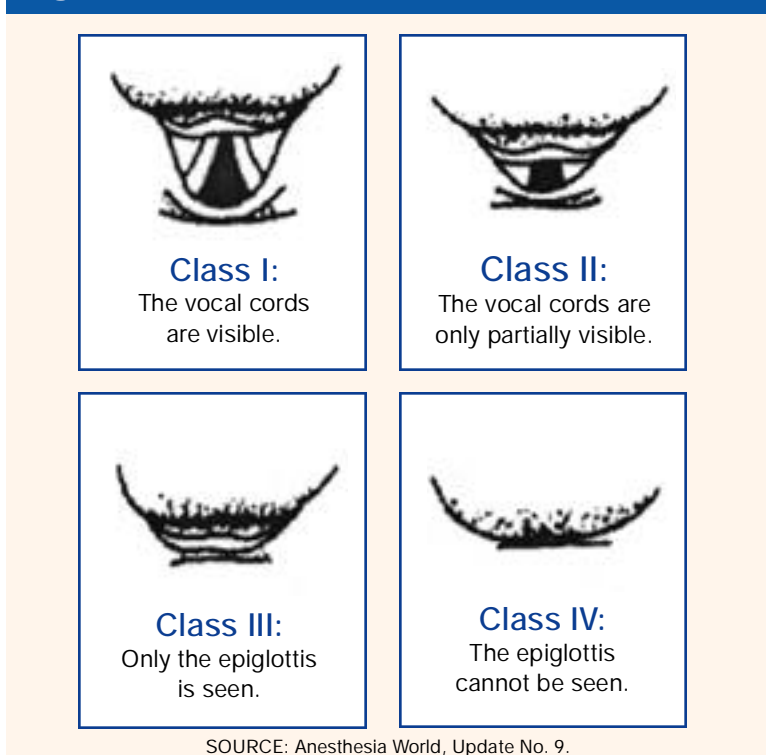 Class I:
The vocal cords
are visible.
Class II:
The vocal cords are
only partially visible.
Class III:
Only the epiglottis
is seen.
Class IV:
The epiglottis
cannot be seen.
SOURCE: Anesthesia World, Update No. 9.